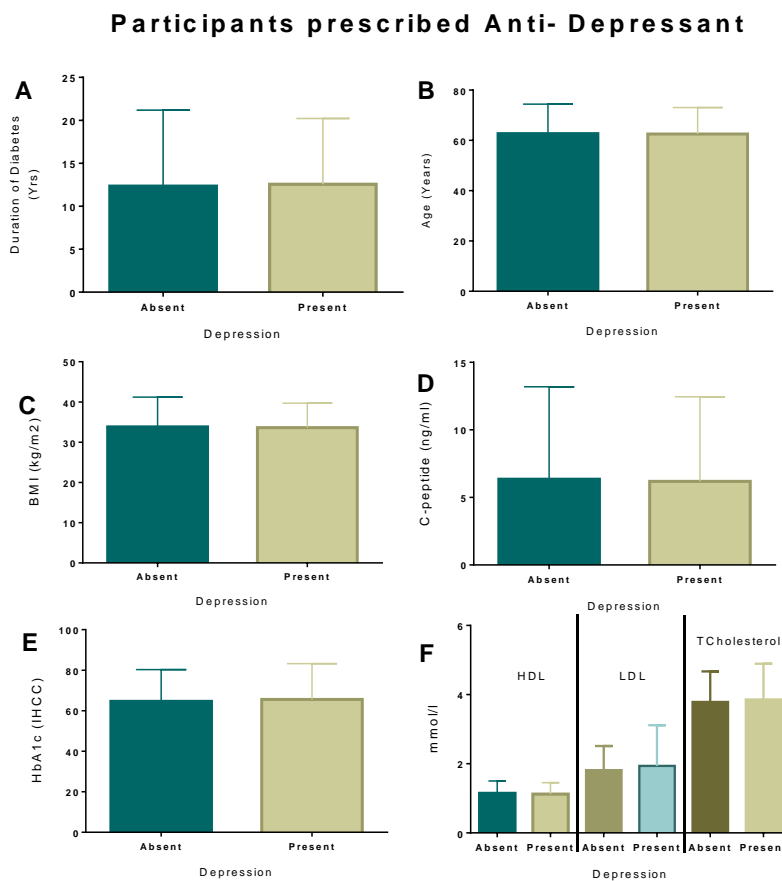 Participants prescribed Anti- Depressant
A
Duration of Diabetes
(Yrs)
25
20
15
10
5
0
Absent
Present
Depression
B
Age (Years)
80
60
40
20
0
Absent
Present
Depression
C
BMI (kg/m2)
50
40
30
20
10
0
Absent
Present
Depression
D
C-peptide (ng/ml)
15
10
5
0
Absent
Present
Depression
E
HbA1c (IHCC)
100
80
60
40
20
0
Absent
Present
Depression
F
mmol/l
6
4
2
0
HDL
LDL
TCholesterol
Absent Present Absent Present Absent Present
Depression